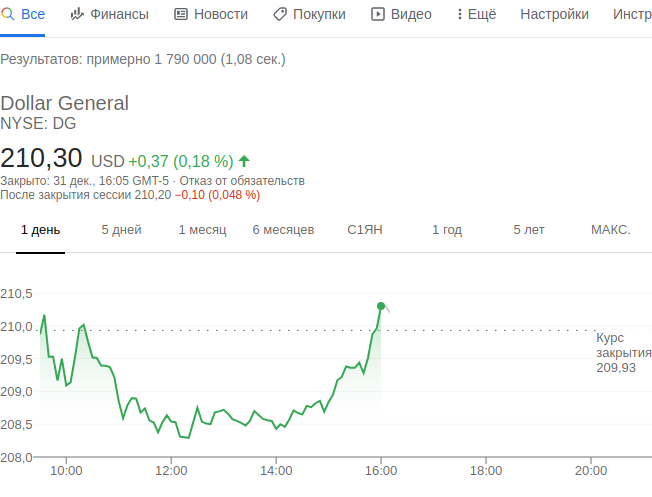 Все Финансы Новости Покупки Видео Ещё Настройки Инстр
Результатов: примерно 1 790 000 (1,08 сек.)
Dollar General
NYSE: DG
210,30 USD +0,37 (0,18 %)
Закрыто: 31 дек., 16:05 GMT-5 · Отказ от обязательств
После закрытия сессии 210,20 −0,10 (0,048 %)
1 день 5 дней 1 месяц 6 месяцев С1ЯН 1 год 5 лет МАКС.
210,5
210,0
Курс
закрытия
209,93
209,5
209,0
208,5
208,0
10:00 12:00 14:00 16:00 18:00 20:00